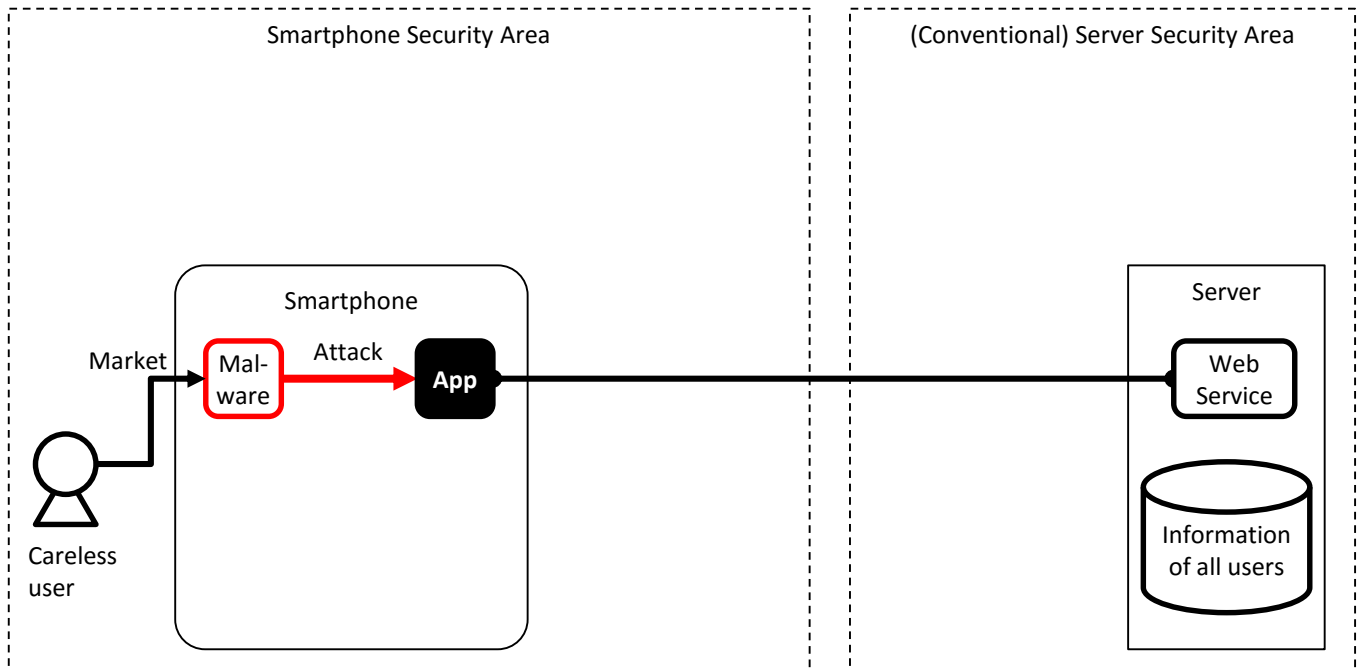 Smartphone Security Area
(Conventional) Server Security Area
Smartphone
Server
Market
Mal-
ware
Attack
App
Web
Service
Careless
user
Information
of all users